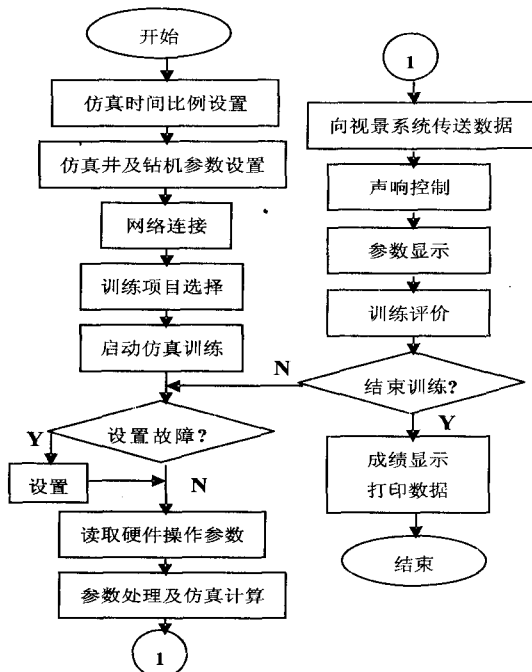 开始
仿真时间比例设置
仿真井及钻机参数设置
网络连接
训练项目选择
启动仿真训练
N
设置故障?
Y
设置
N
读取硬件操作参数
参数处理及仿真计算
1
1
向视景系统传送数据
声响控制
参数显示
训练评价
结束训练?
Y
成绩显示
打印数据
结束